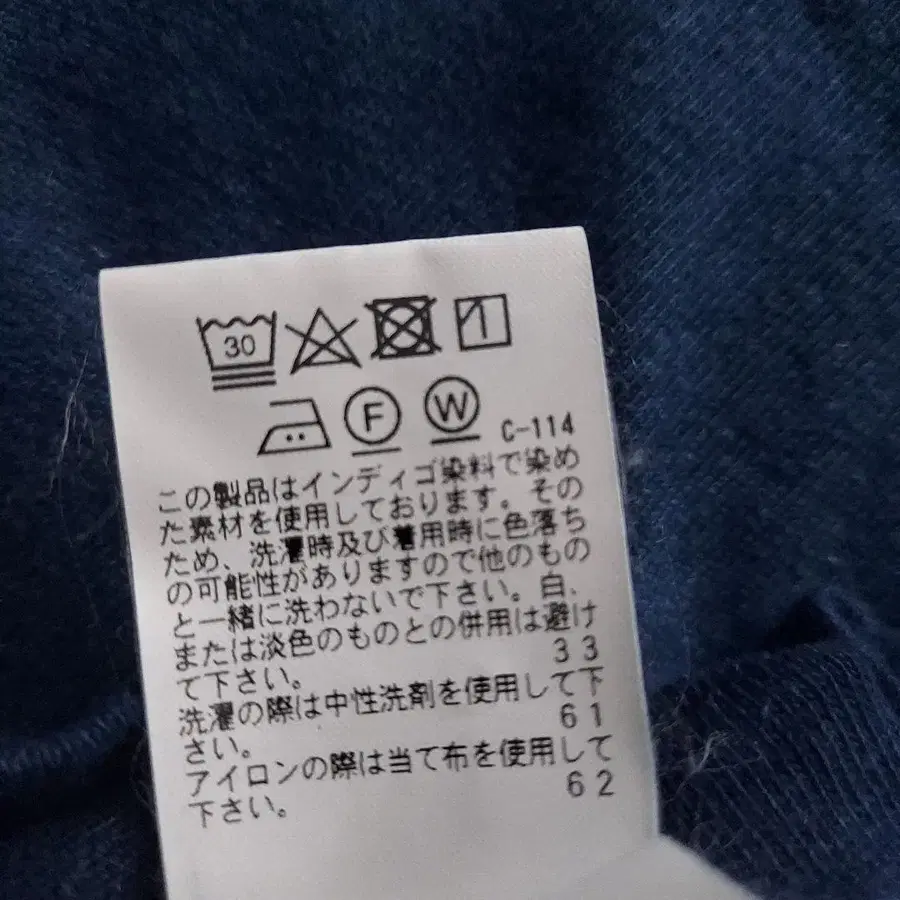 30
F W C-114
この製品はインディゴ染料で染め
た素材を使用しております。その
ため、洗濯時及び着用時に色落ち
の可能性がありますので他のもの
と一緒に洗わないで下さい。白、
または淡色のものとの併用は避け
て下さい。 33
洗濯の際は中性洗剤を使用して下
さい。 61
アイロンの際は当て布を使用して
下さい。 62